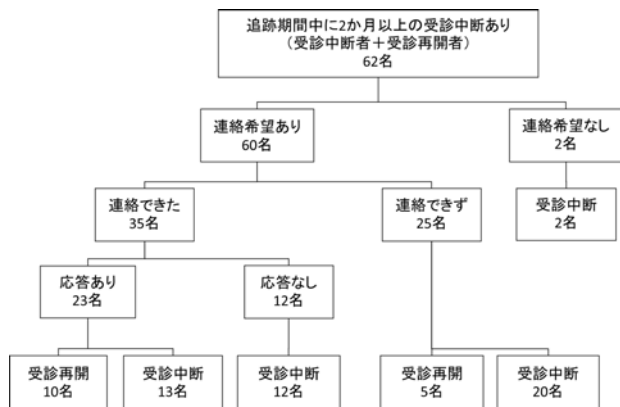 追跡期間中に2か月以上の受診中断あり
(受診中断者＋受診再開者)
62名
連絡希望あり
60名
連絡希望なし
2名
連絡できた
35名
連絡できず
25名
受診中断
2名
応答あり
23名
応答なし
12名
受診再開
10名
受診中断
13名
受診中断
12名
受診再開
5名
受診中断
20名